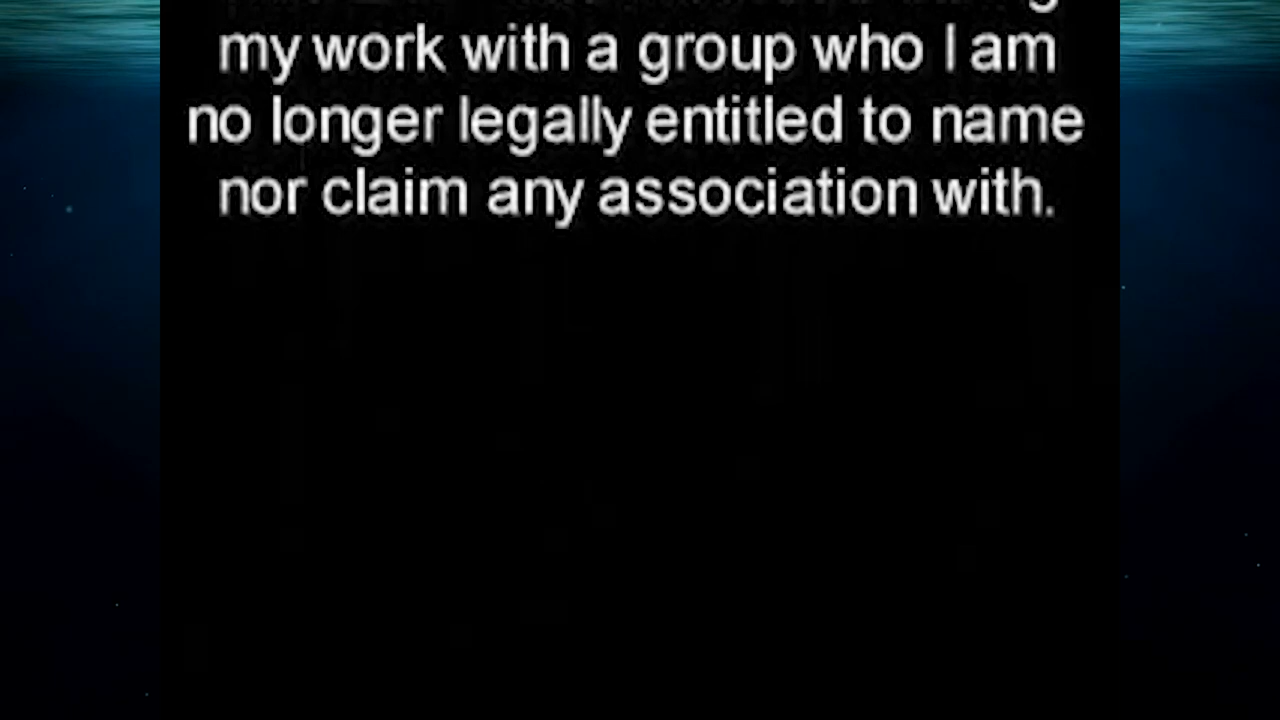 my work with a group who I am
no longer legally entitled to name
nor claim any association with.